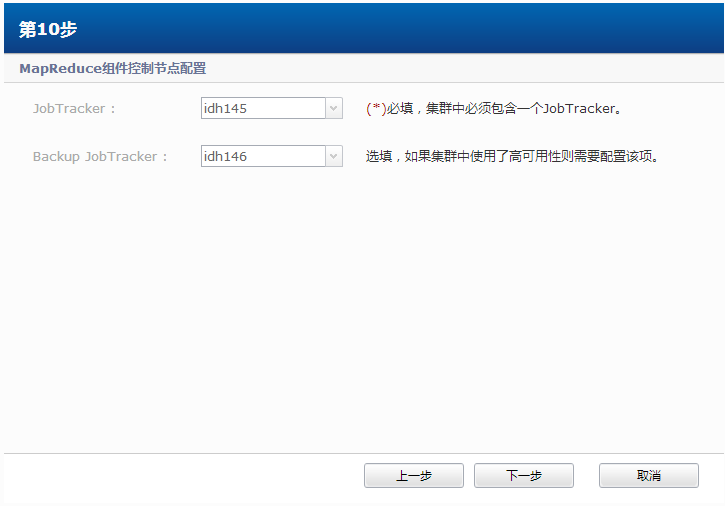 第10步
MapReduce组件控制节点配置
JobTracker： idh145 (*)必填，集群中必须包含一个JobTracker。
Backup JobTracker： idh146 选填，如果集群中使用了高可用性则需要配置该项。
上一步 下一步 取消